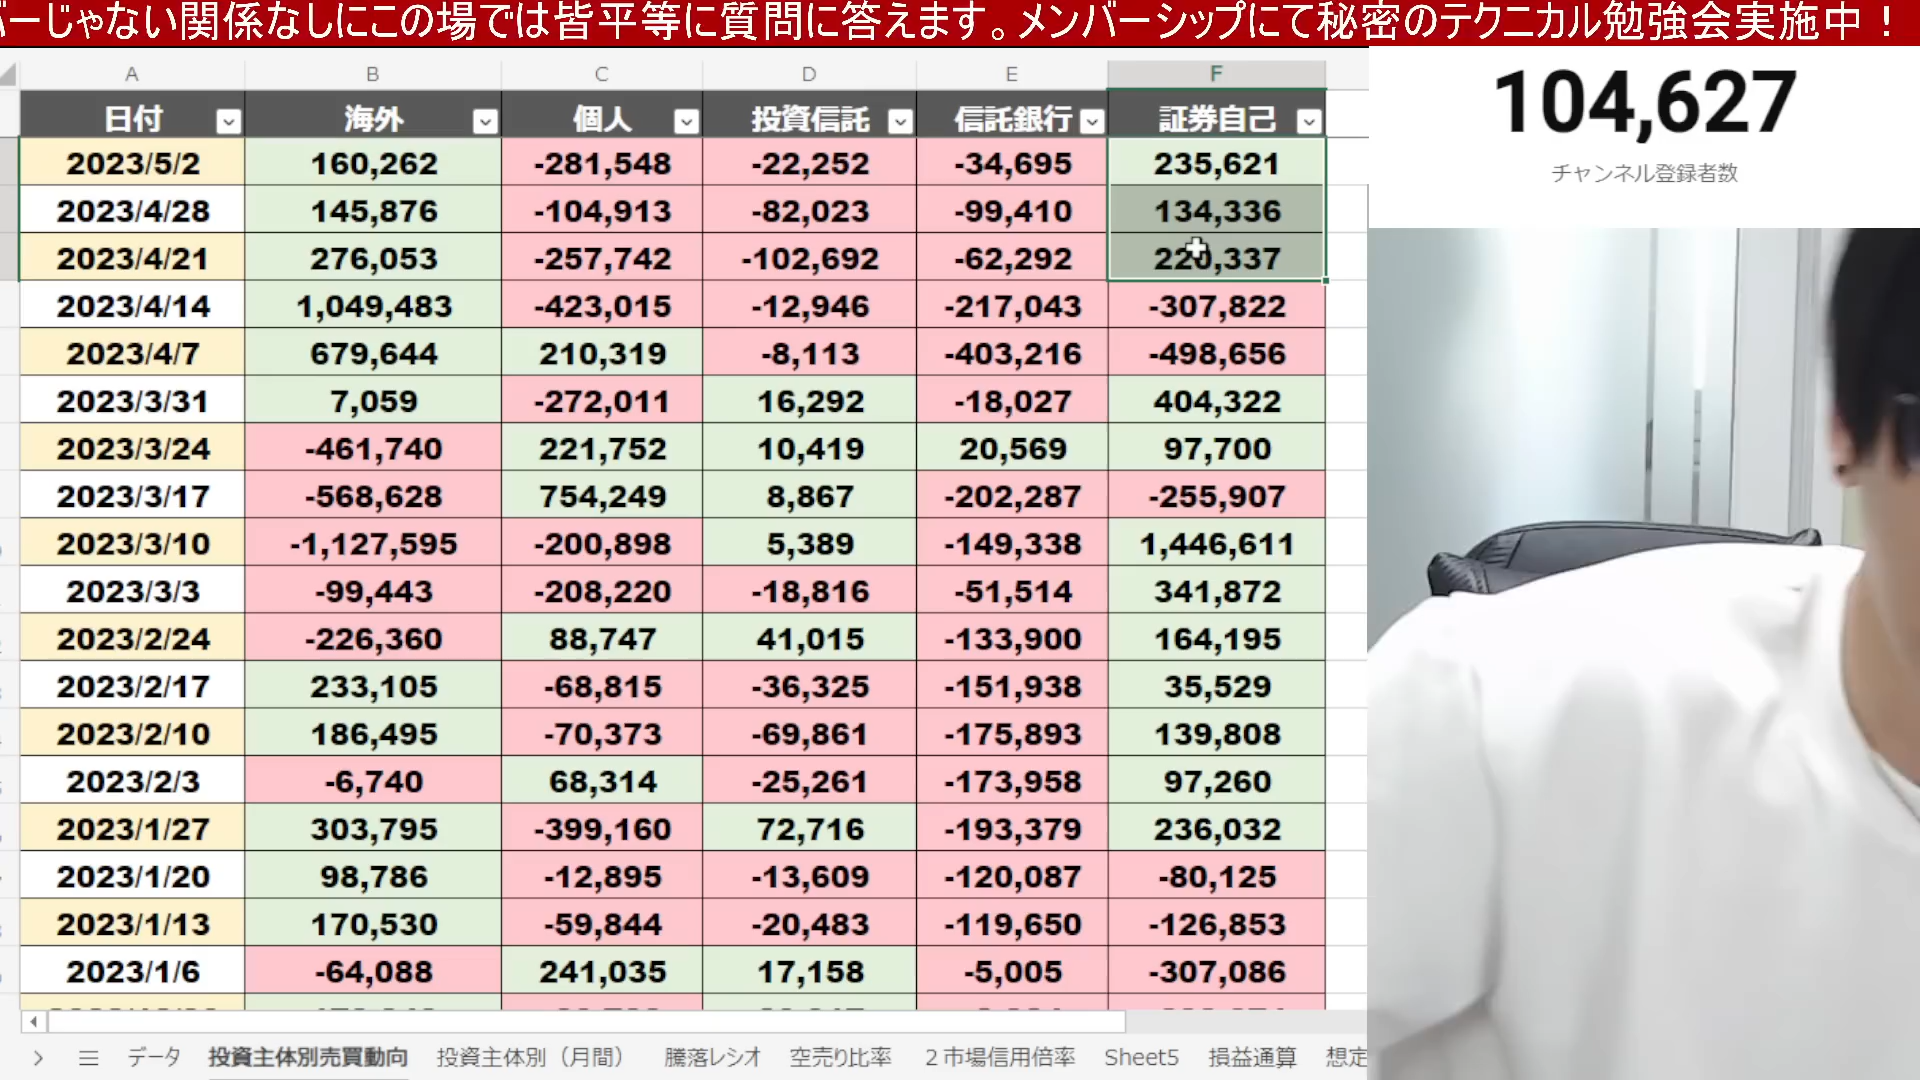 バーじゃない関係なしにこの場では皆平等に質問に答えます。メンバーシップにて秘密のテクニカル勉強会実施中！
104,627
チャンネル登録者数
A B C D E F
日付 海外 個人 投資信託 信託銀行 証券自己
2023/5/2 160,262 -281,548 -22,252 -34,695 235,621
2023/4/28 145,876 -104,913 -82,023 -99,410 134,336
2023/4/21 276,053 -257,742 -102,692 -62,292 220,337
2023/4/14 1,049,483 -423,015 -12,946 -217,043 -307,822
2023/4/7 679,644 210,319 -8,113 -403,216 -498,656
2023/3/31 7,059 -272,011 16,292 -18,027 404,322
2023/3/24 -461,740 221,752 10,419 20,569 97,700
2023/3/17 -568,628 754,249 8,867 -202,287 -255,907
2023/3/10 -1,127,595 -200,898 5,389 -149,338 1,446,611
2023/3/3 -99,443 -208,220 -18,816 -51,514 341,872
2023/2/24 -226,360 88,747 41,015 -133,900 164,195
2023/2/17 233,105 -68,815 -36,325 -151,938 35,529
2023/2/10 186,495 -70,373 -69,861 -175,893 139,808
2023/2/3 -6,740 68,314 -25,261 -173,958 97,260
2023/1/27 303,795 -399,160 72,716 -193,379 236,032
2023/1/20 98,786 -12,895 -13,609 -120,087 -80,125
2023/1/13 170,530 -59,844 -20,483 -119,650 -126,853
2023/1/6 -64,088 241,035 17,158 -5,005 -307,086
データ 投資主体別売買動向 投資主体別（月間） 騰落レシオ 空売り比率 ２市場信用倍率 Sheet5 損益通算 想定